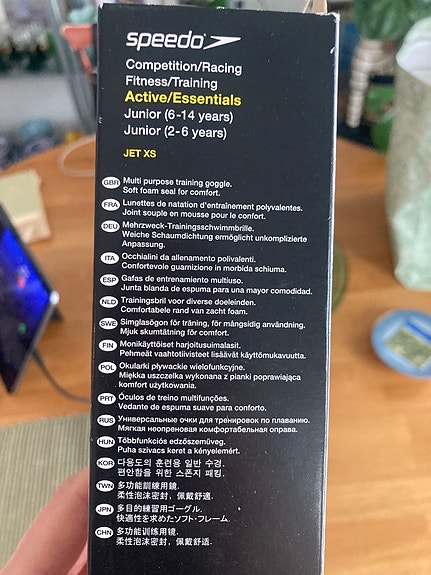 speedo
Competition/Racing
Fitness/Training
Active/Essentials
Junior (6-14 years)
Junior (2-6 years)
JET XS
GBR Multi purpose training goggle.
Soft foam seal for comfort.
FRA Lunettes de natation d'entraînement polyvalentes.
Joint souple en mousse pour le confort.
DEU Mehrzweck-Trainingsschwimmbrille.
Weiche Schaumdichtung ermöglicht unkomplizierte
Anpassung.
ITA Occhialini da allenamento polivalenti.
Confortevole guarnizione in morbida schiuma.
ESP Gafas de entrenamiento multiuso.
Junta blanda de espuma para una mayor comodidad.
NLD Trainingsbril voor diverse doeleinden.
Comfortabele rand van zacht foam.
SWE Simglasögon för träning, för mångsidig användning.
Mjuk skumtätning för comfort.
FIN Monikäyttöiset harjoitusuimalasit.
Pehmeät vaahtotiivisteet lisäävät käyttömukavuutta.
POL Okularki pływackie wielofunkcyjne.
Miękka uszczelka wykonana z pianki poprawiająca
komfort użytkowania.
PRT Óculos de treino multifunções.
Vedante de espuma suave para conforto.
RUS Универсальные очки для тренировок по плаванию.
Мягкая неопреновая комфортабельная оправа.
HUN Többfunkciós edzőszemüveg.
Puha szivacs keret a kényelemért.
KOR 다용도의 훈련용 일반 수경.
편안함을 위한 스폰지 패킹.
TWN 多功能訓練用鏡.
柔性泡沫密封，佩戴舒適.
JPN 多目的練習用ゴーグル.
快適性を求めたソフト・フレーム.
CHN 多功能训练用镜.
柔性泡沫密封，佩戴舒适.